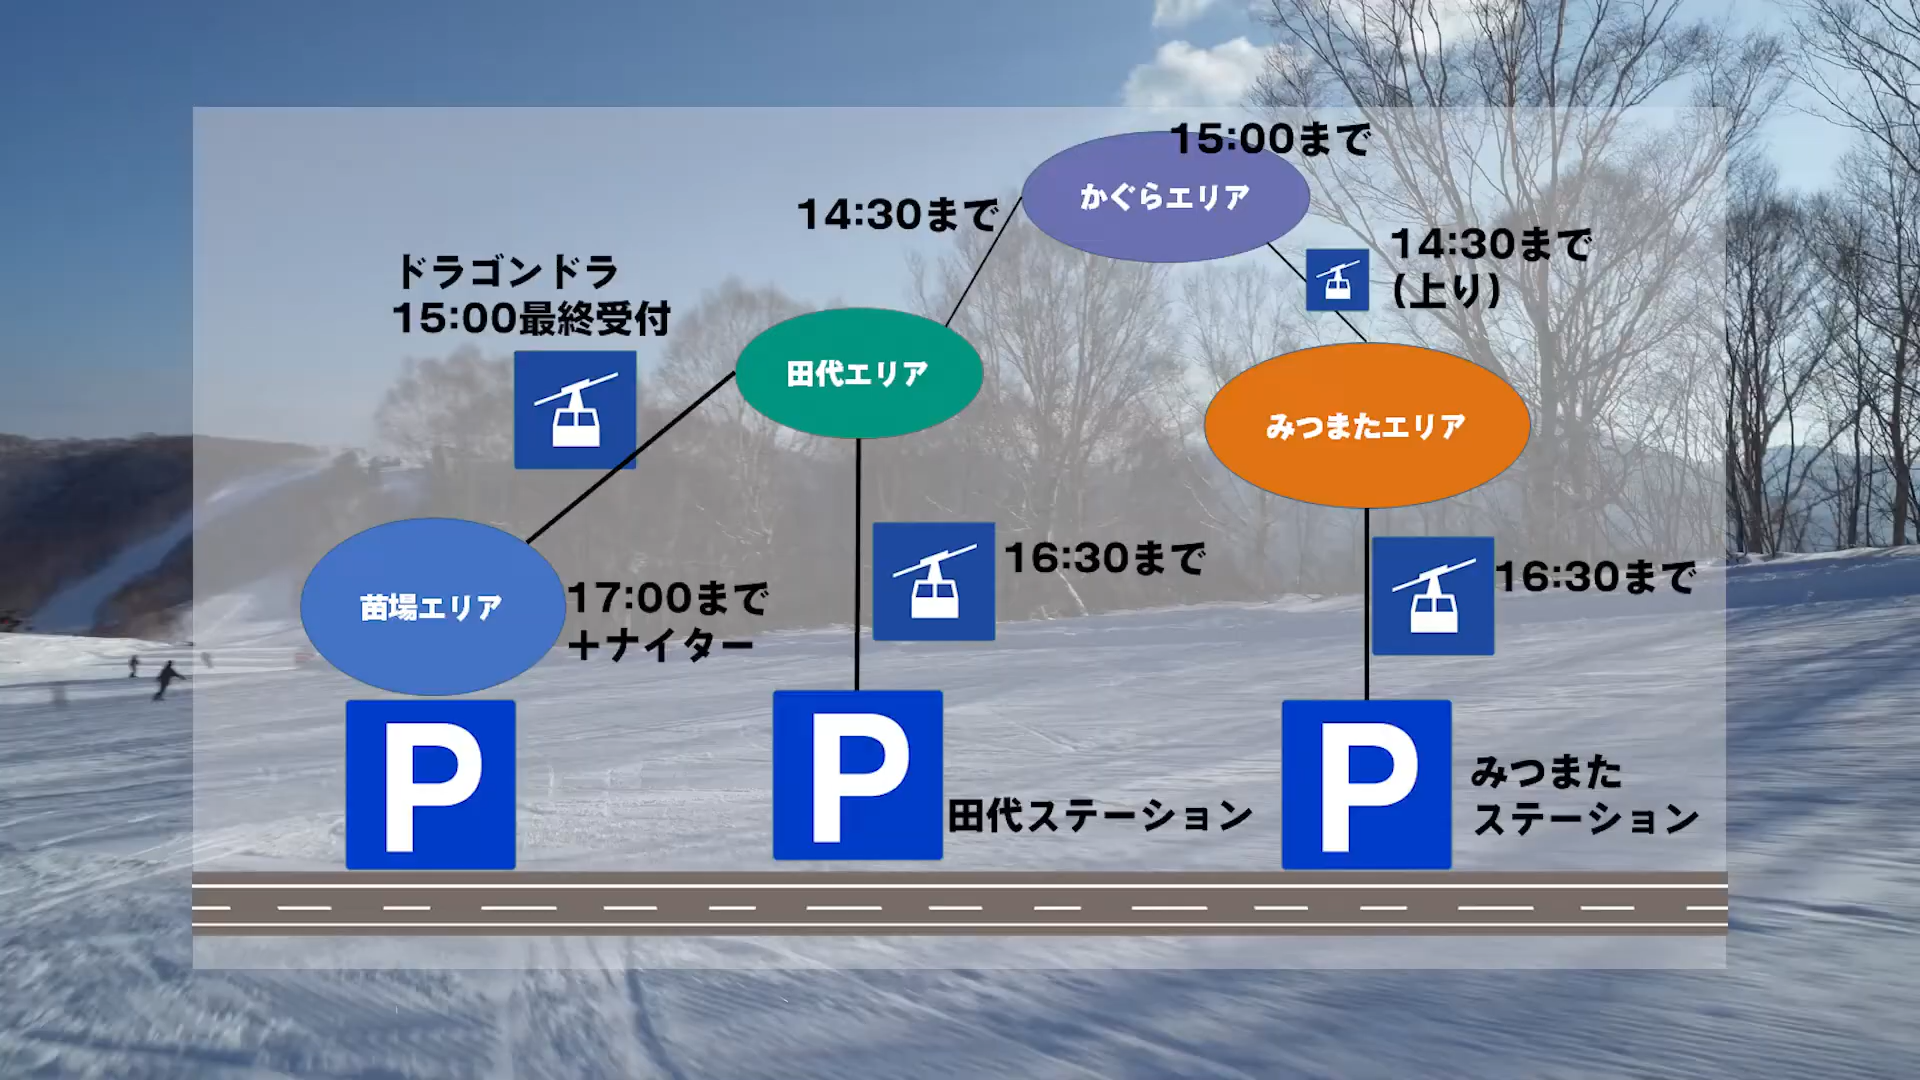 15:00まで
かぐらエリア
14:30まで
14:30まで
(上り)
ドラゴンドラ
15:00最終受付
田代エリア
みつまたエリア
16:30まで
16:30まで
苗場エリア
17:00まで
+ナイター
P
P
P
田代ステーション
みつまた
ステーション